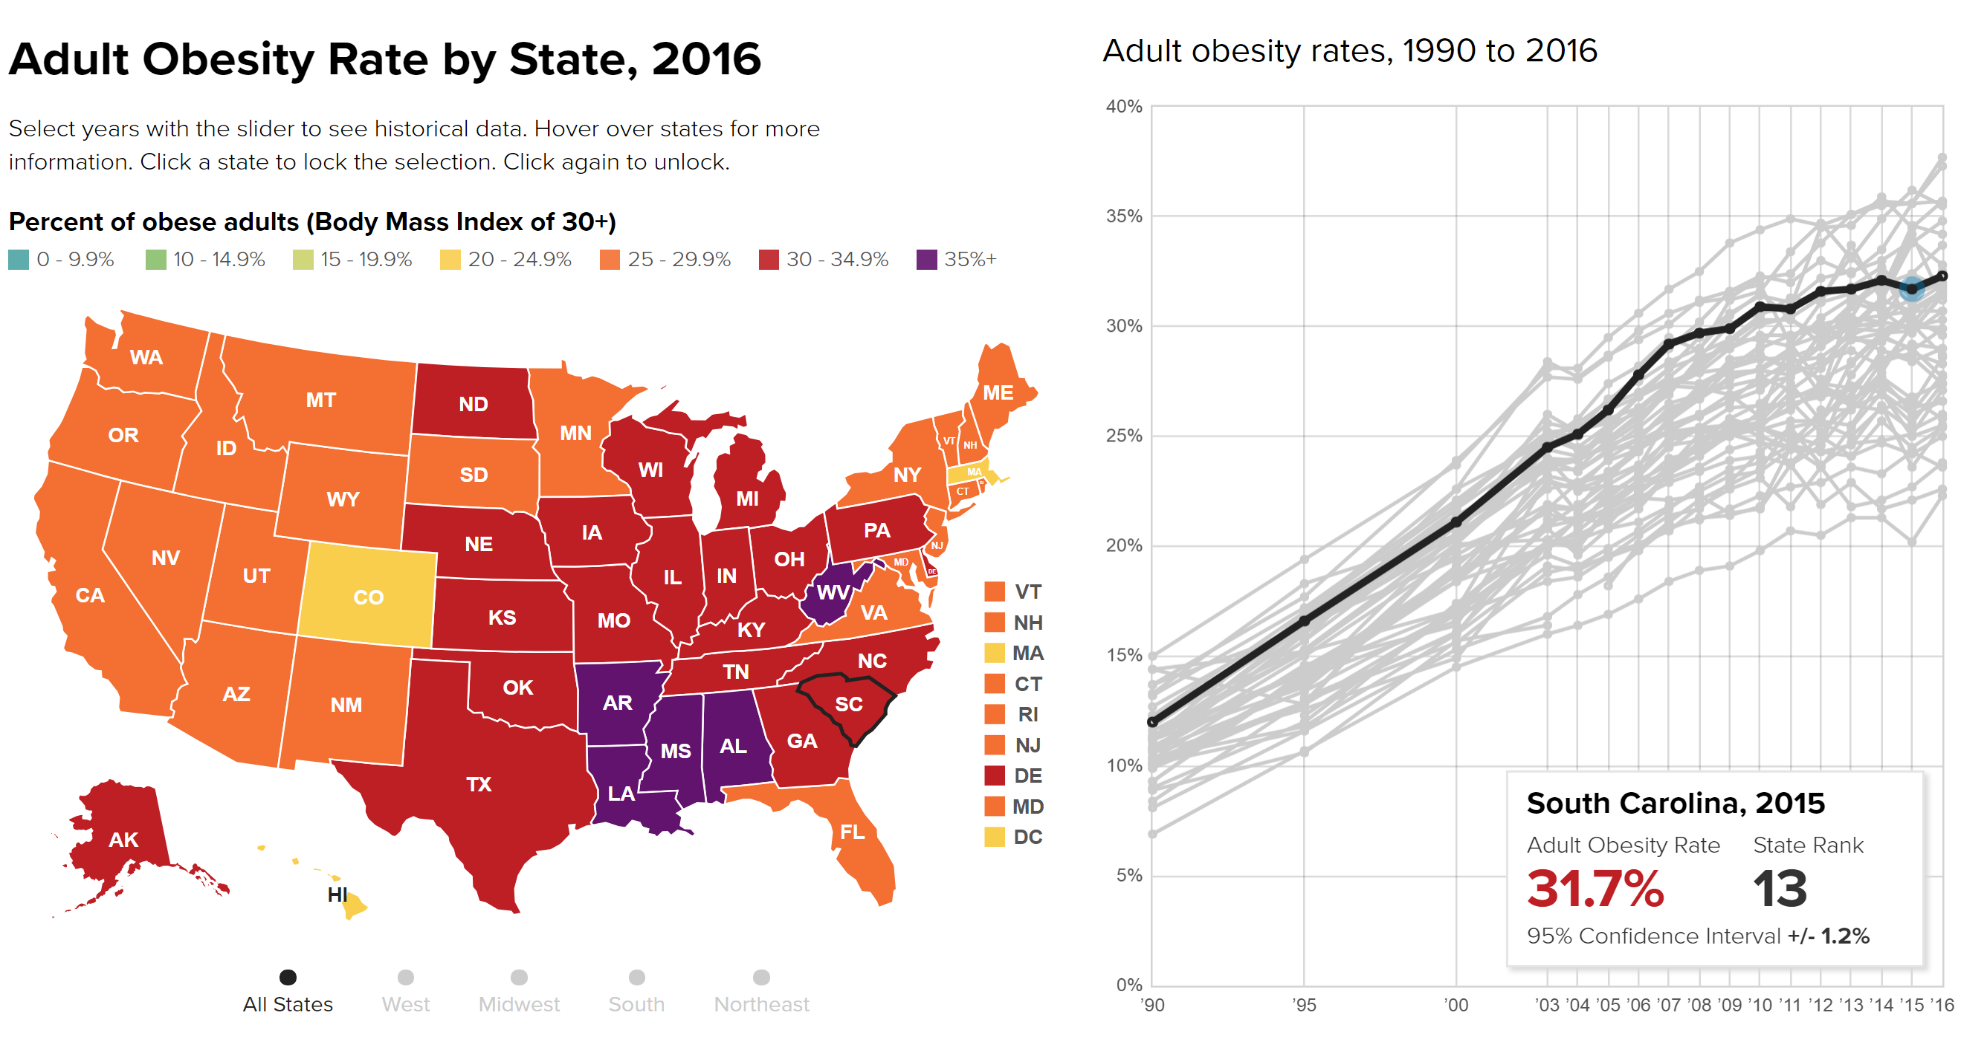 Adult Obesity Rate by State, 2016
Select years with the slider to see historical data. Hover over states for more
information. Click a state to lock the selection. Click again to unlock.
Percent of obese adults (Body Mass Index of 30+)
0 - 9.9% 10 - 14.9% 15 - 19.9% 20 - 24.9% 25 - 29.9% 30 - 34.9% 35%+
WA
MT
ND
MN
ME
OR
ID
SD
WI
VT
NH
NY
MA
WY
MI
CT
NV
UT
NE
IA
PA
NJ
CA
CO
IL
IN
OH
MD
DE
KS
MO
WV
VA
KY
AZ
NM
OK
TN
NC
AR
SC
TX
MS
AL
GA
LA
FL
AK
HI
VT
NH
MA
CT
RI
NJ
DE
MD
DC
All States West Midwest South Northeast
Adult obesity rates, 1990 to 2016
40%
35%
30%
25%
20%
15%
10%
5%
0%
'90 '95 '00 '03 '04 '05 '06 '07 '08 '09 '10 '11 '12 '13 '14 '15 '16
South Carolina, 2015
Adult Obesity Rate State Rank
31.7% 13
95% Confidence Interval +/- 1.2%